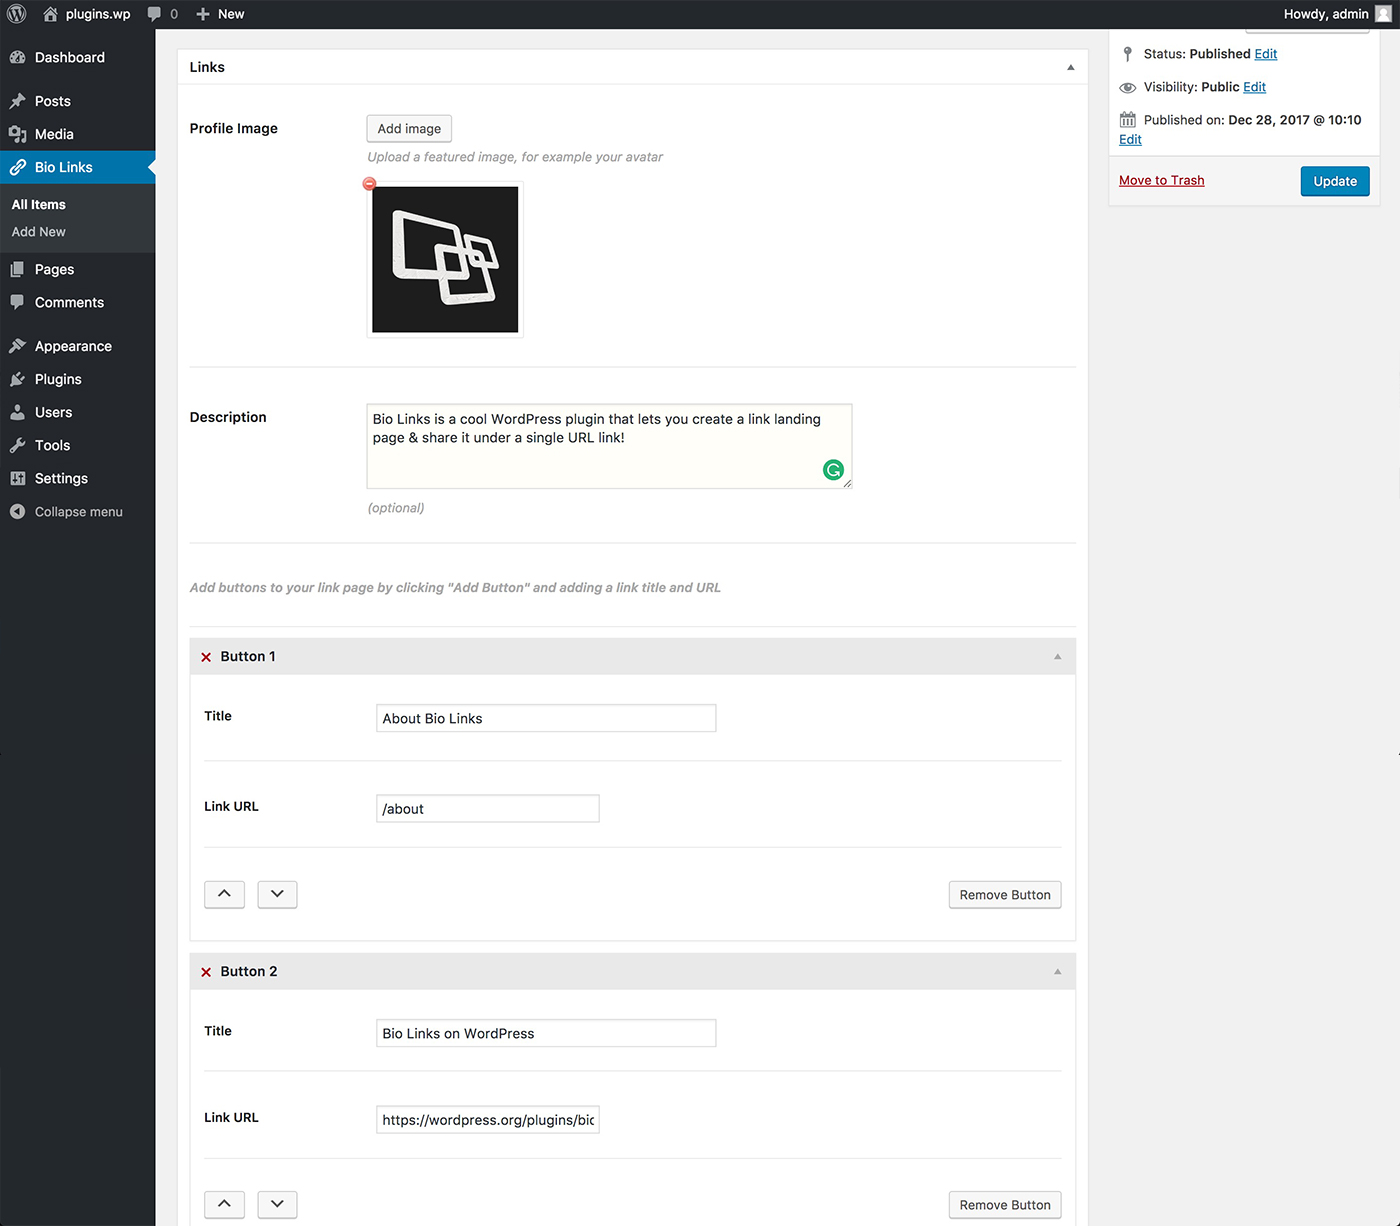 plugins.wp 0 New Howdy, admin
Dashboard
Posts
Media
Bio Links
All Items
Add New
Pages
Comments
Appearance
Plugins
Users
Tools
Settings
Collapse menu
Links
Profile Image
Add image
Upload a featured image, for example your avatar
Description
Bio Links is a cool WordPress plugin that lets you create a link landing
page & share it under a single URL link!
(optional)
Add buttons to your link page by clicking "Add Button" and adding a link title and URL
Button 1
Title
About Bio Links
Link URL
/about
Remove Button
Button 2
Title
Bio Links on WordPress
Link URL
https://wordpress.org/plugins/bic
Remove Button
Status: Published Edit
Visibility: Public Edit
Published on: Dec 28, 2017 @ 10:10
Edit
Move to Trash
Update